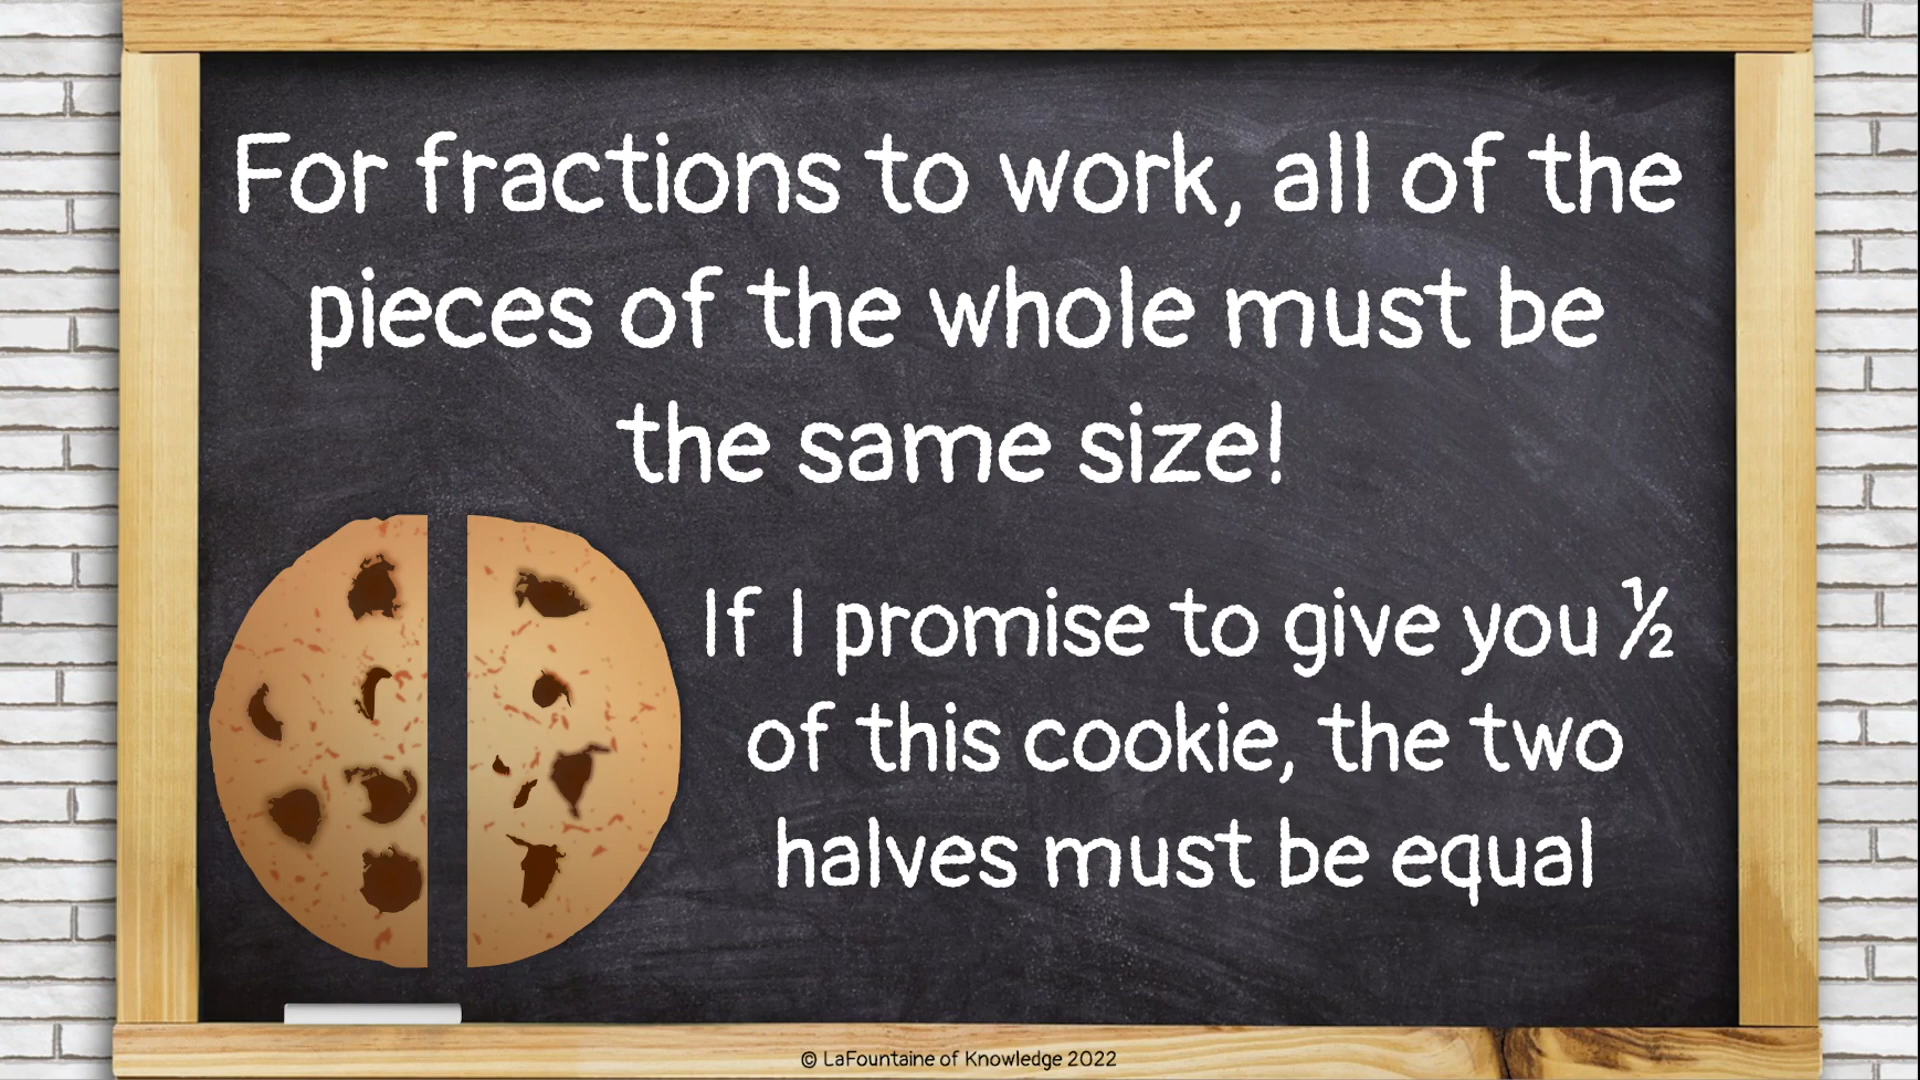 For fractions to work, all of the
pieces of the whole must be
the same size!
If I promise to give you ½
of this cookie, the two
halves must be equal
© LaFountaine of Knowledge 2022